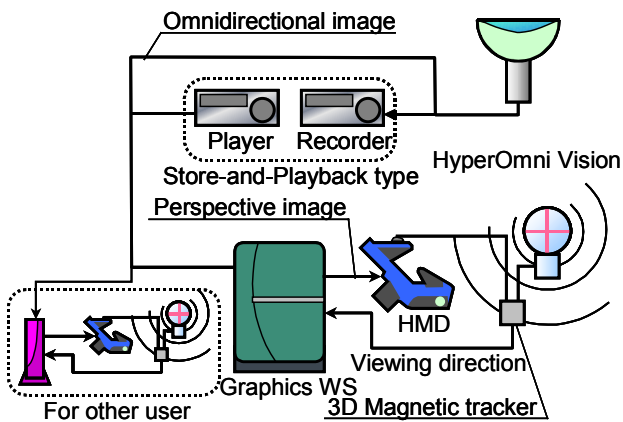 Omnidirectional image
Player
Recorder
Store-and-Playback type
HyperOmni Vision
Perspective image
HMD
Viewing direction
Graphics WS
3D Magnetic tracker
For other user